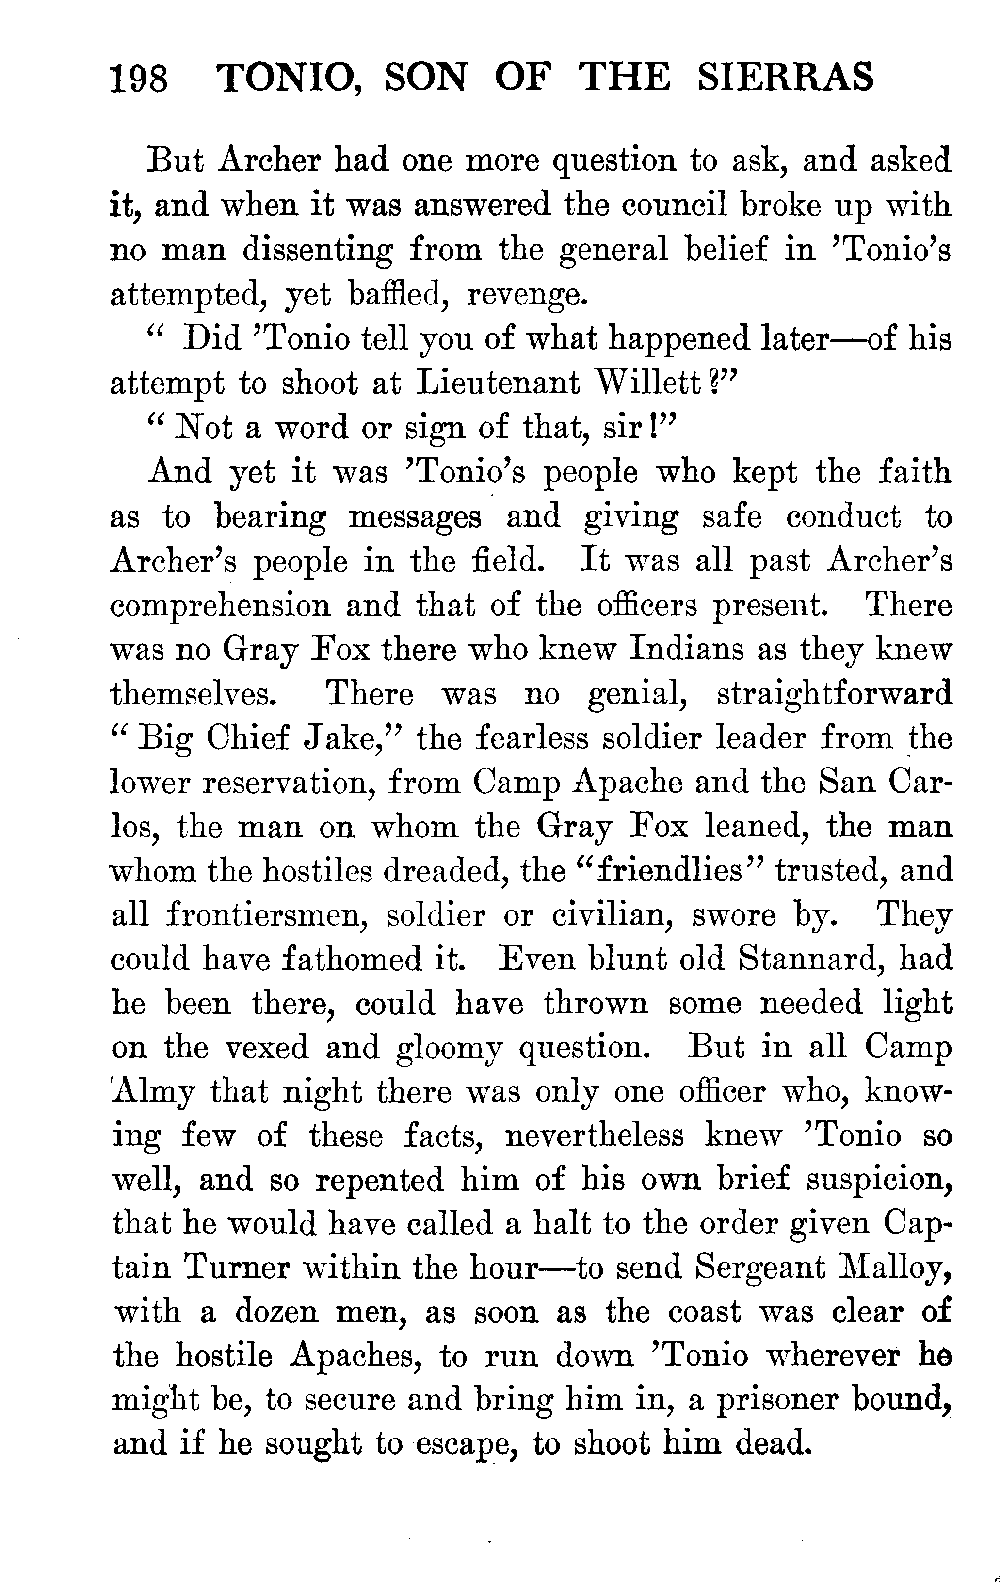 198 TONIO, SON OF THE SIERRAS
But Archer had one more question to ask, and asked
it, and when it was answered the council broke up with
no man dissenting from the general belief in ’Tonio’s
attempted, yet baffled, revenge.
“ Did ’Tonio tell you of what happened later—of his
attempt to shoot at Lieutenant Willett?”
“ Not a word or sign of that, sir!”
And yet it was ’Tonio’s people who kept the faith
as to bearing messages and giving safe conduct to
Archer’s people in the field. It was all past Archer’s
comprehension and that of the officers present. There
was no Gray Fox there who knew Indians as they knew
themselves. There was no genial, straightforward
“ Big Chief Jake,” the fearless soldier leader from the
lower reservation, from Camp Apache and the San Car-
los, the man on whom the Gray Fox leaned, the man
whom the hostiles dreaded, the “friendlies” trusted, and
all frontiersmen, soldier or civilian, swore by. They
could have fathomed it. Even blunt old Stannard, had
he been there, could have thrown some needed light
on the vexed and gloomy question. But in all Camp
Almy that night there was only one officer who, know-
ing few of these facts, nevertheless knew ’Tonio so
well, and so repented him of his own brief suspicion,
that he would have called a halt to the order given Cap-
tain Turner within the hour—to send Sergeant Malloy,
with a dozen men, as soon as the coast was clear of
the hostile Apaches, to run down ’Tonio wherever he
might be, to secure and bring him in, a prisoner bound,
and if he sought to escape, to shoot him dead.